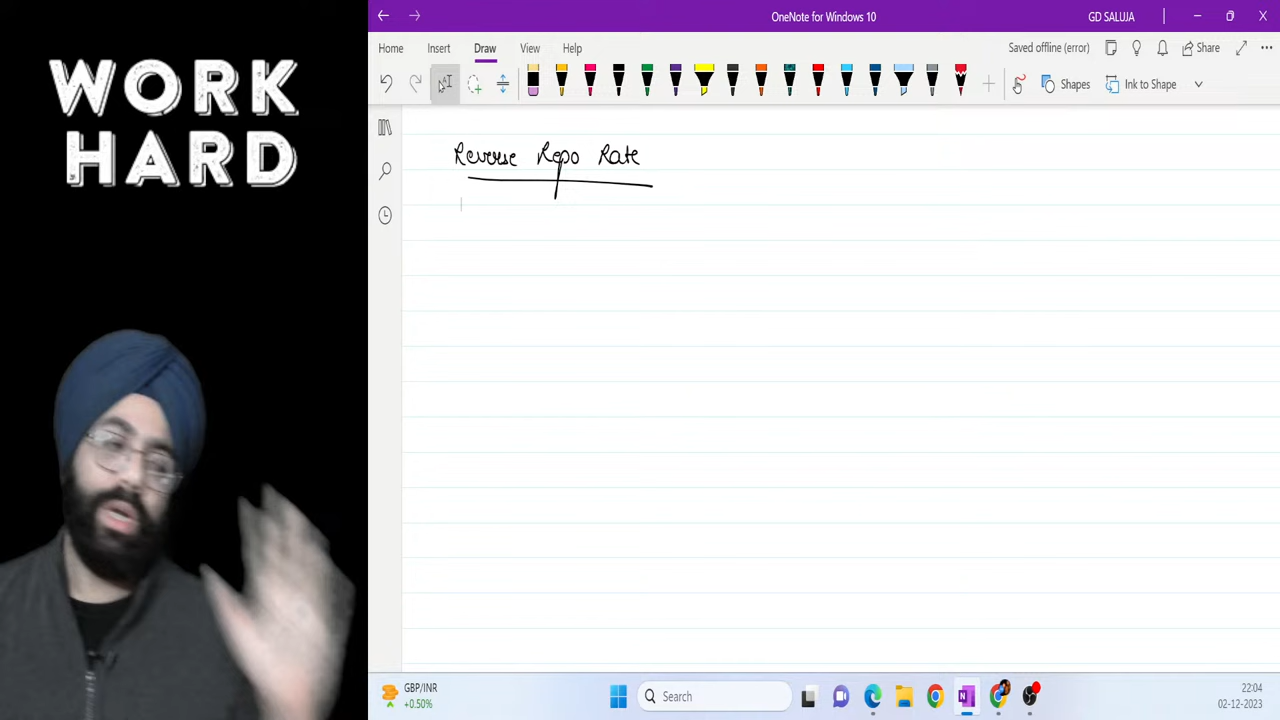 WORK
HARD
OneNote for Windows 10
GD SALUJA
Home Insert Draw View Help
Saved offline (error)
Share
Shapes
Ink to Shape
Reverse Repo Rate
GBP/INR
+0.50%
Search
22:04
02-12-2023